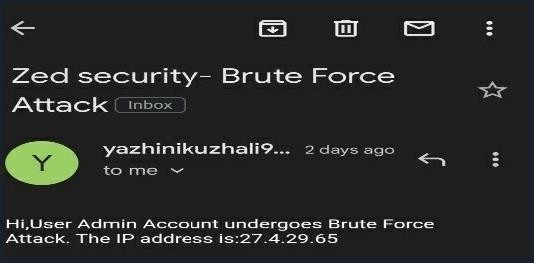 Zed security- Brute Force
Attack Inbox
Y
yazhinikuzhali9... 2 days ago
to me
Hi,User Admin Account undergoes Brute Force
Attack. The IP address is:27.4.29.65